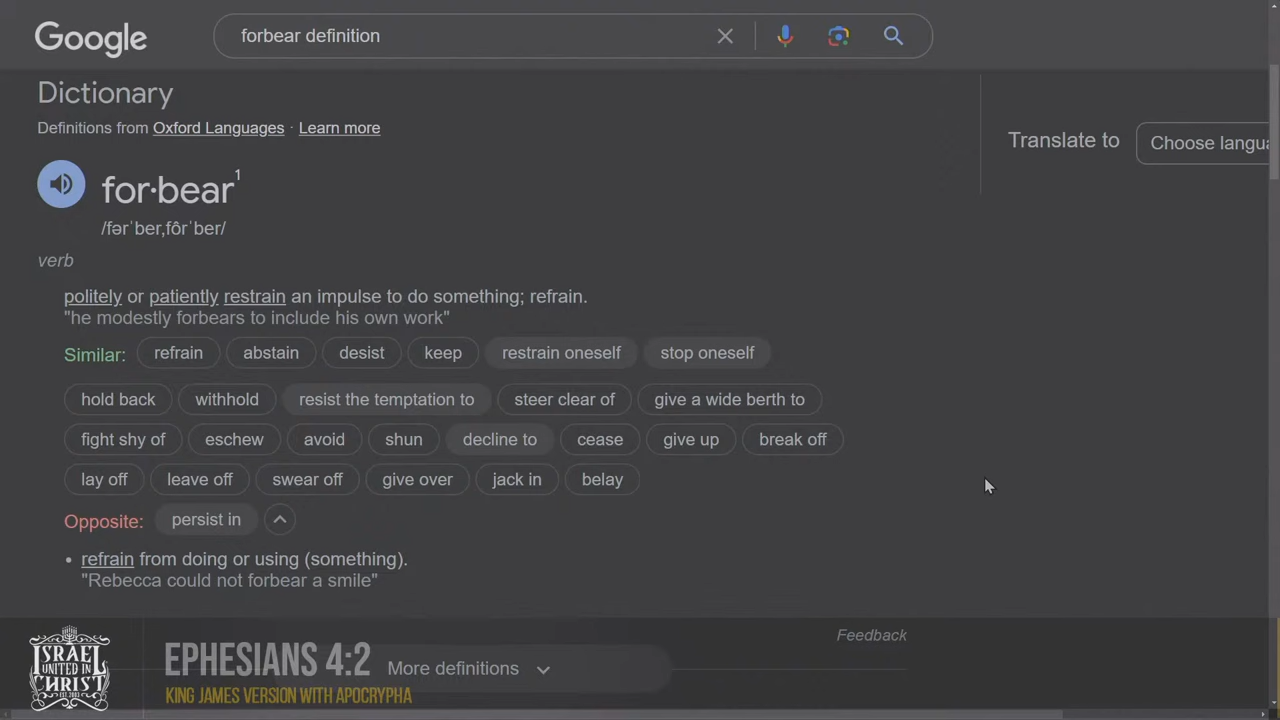 Google
forbear definition
Dictionary
Definitions from Oxford Languages · Learn more
Translate to
Choose langua
for·bear1
/fərˈber,fôrˈber/
verb
politely or patiently restrain an impulse to do something; refrain.
"he modestly forbears to include his own work"
Similar: refrain abstain desist keep restrain oneself stop oneself
hold back withhold resist the temptation to steer clear of give a wide berth to
fight shy of eschew avoid shun decline to cease give up break off
lay off leave off swear off give over jack in belay
Opposite: persist in
• refrain from doing or using (something).
"Rebecca could not forbear a smile"
Feedback
More definitions
ISRAEL
UNITED IN
CHRIST
EST. 2003
EPHESIANS 4:2
KING JAMES VERSION WITH APOCRYPHA